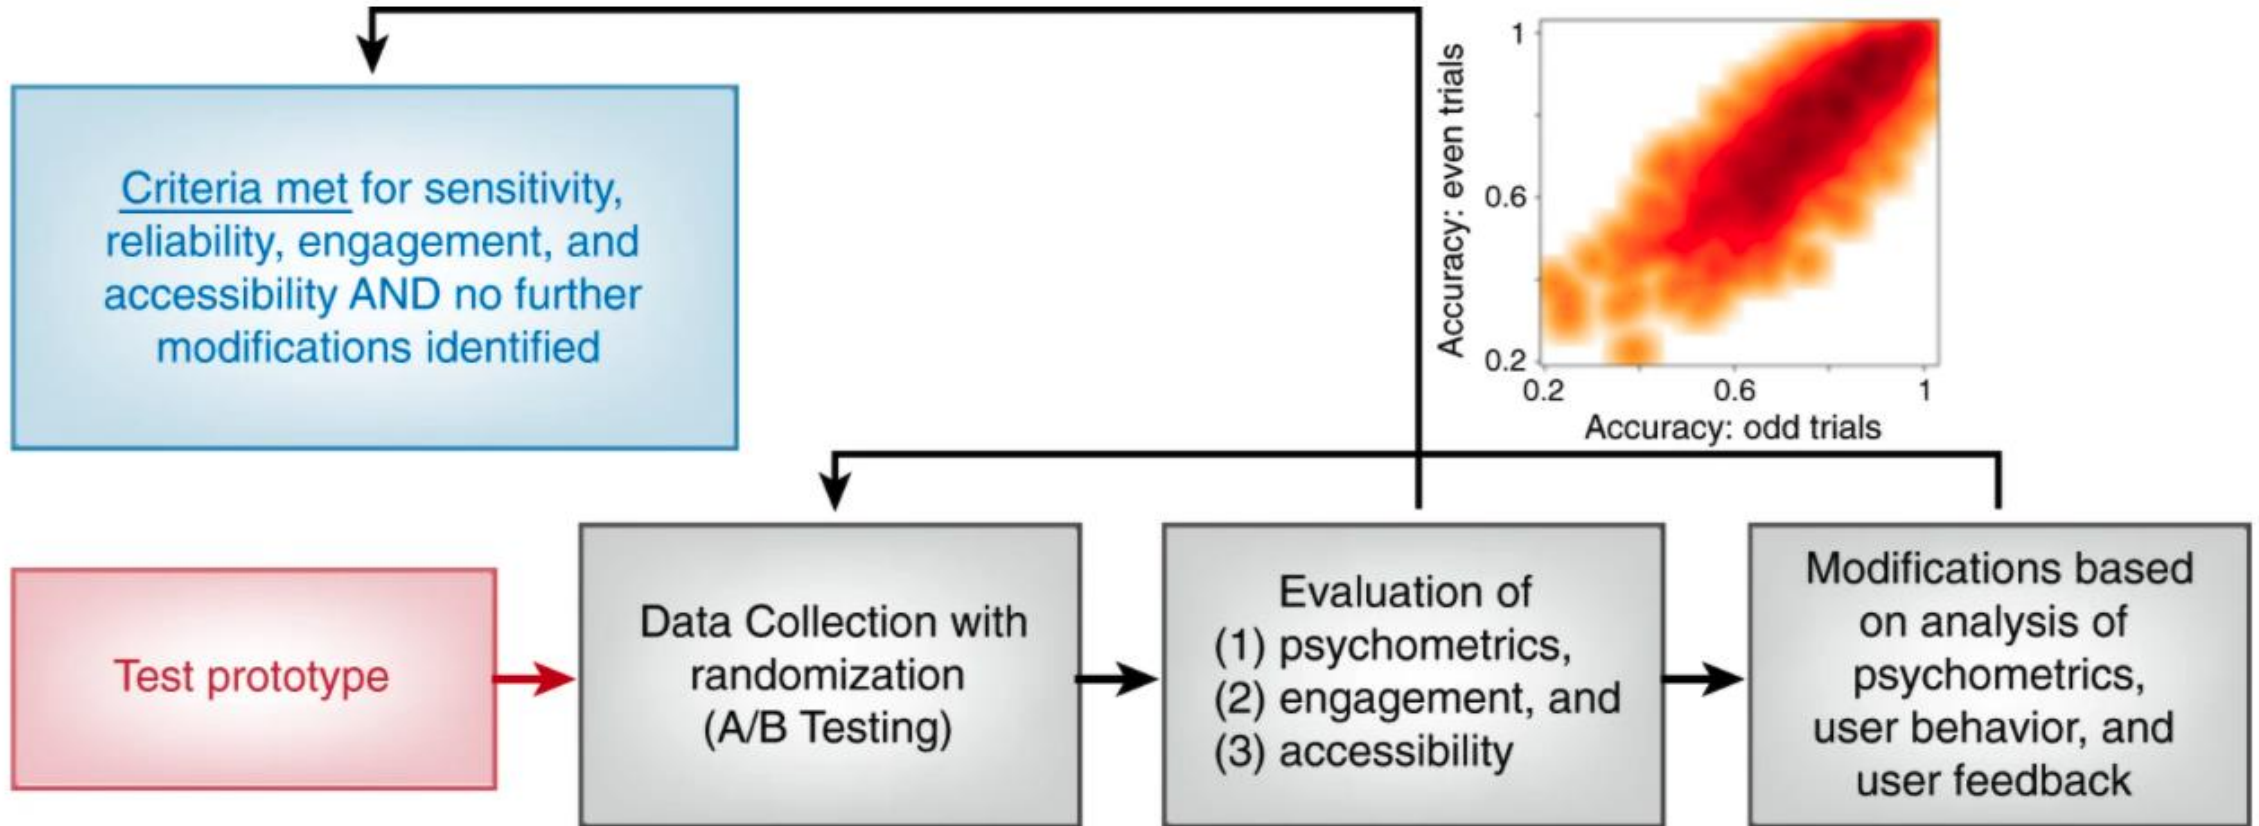 Criteria met for sensitivity,
reliability, engagement, and
accessibility AND no further
modifications identified
Accuracy: even trials
1
0.6
0.2
0.2
0.6
1
Accuracy: odd trials
Test prototype
Data Collection with
randomization
(A/B Testing)
Evaluation of
(1) psychometrics,
(2) engagement, and
(3) accessibility
Modifications based
on analysis of
psychometrics,
user behavior, and
user feedback